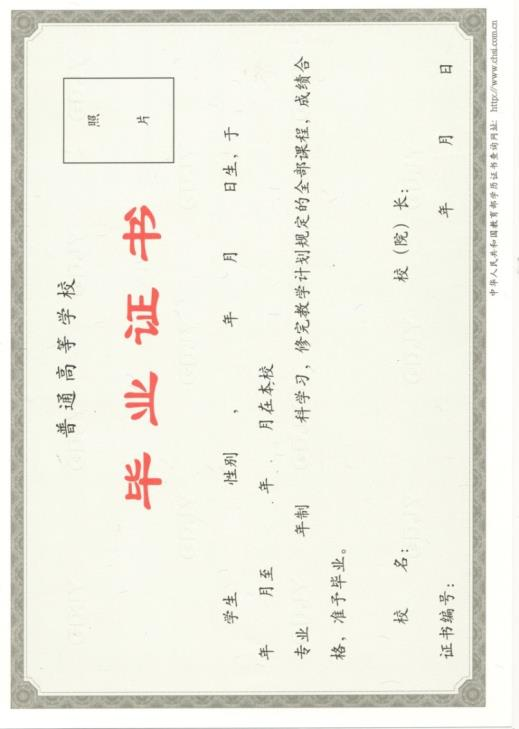 普通高等学校
毕业证书
照片
学生 性别 , 年 月 日生，于
年 月至 年 月在本校
专业 年制 科学习，修完教学计划规定的全部课程，成绩合
格，准予毕业。
校 名： 校（院）长：
证书编号： 年 月 日
中华人民共和国教育部学历证书查询网址：http://www.chsi.com.cn